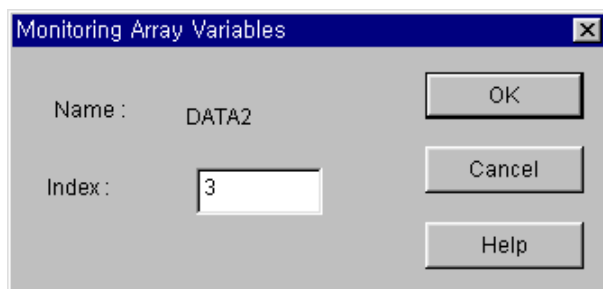 Monitoring Array Variables
Name : DATA2
OK
Index : 3
Cancel
Help